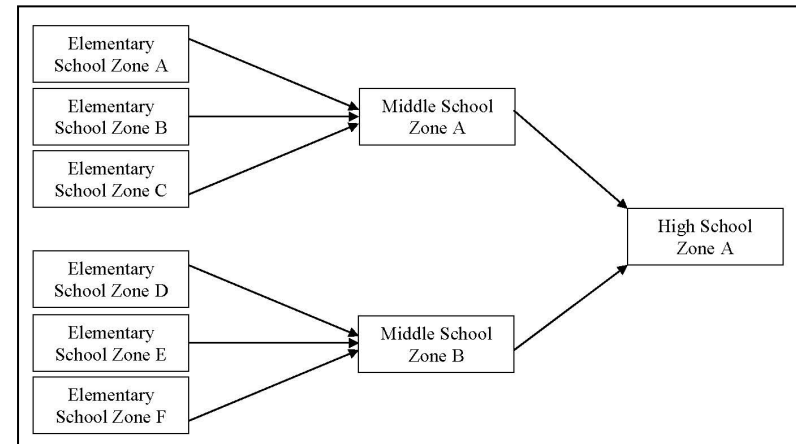 Elementary
School Zone A
Elementary
School Zone B
Elementary
School Zone C
Middle School
Zone A
High School
Zone A
Elementary
School Zone D
Elementary
School Zone E
Elementary
School Zone F
Middle School
Zone B